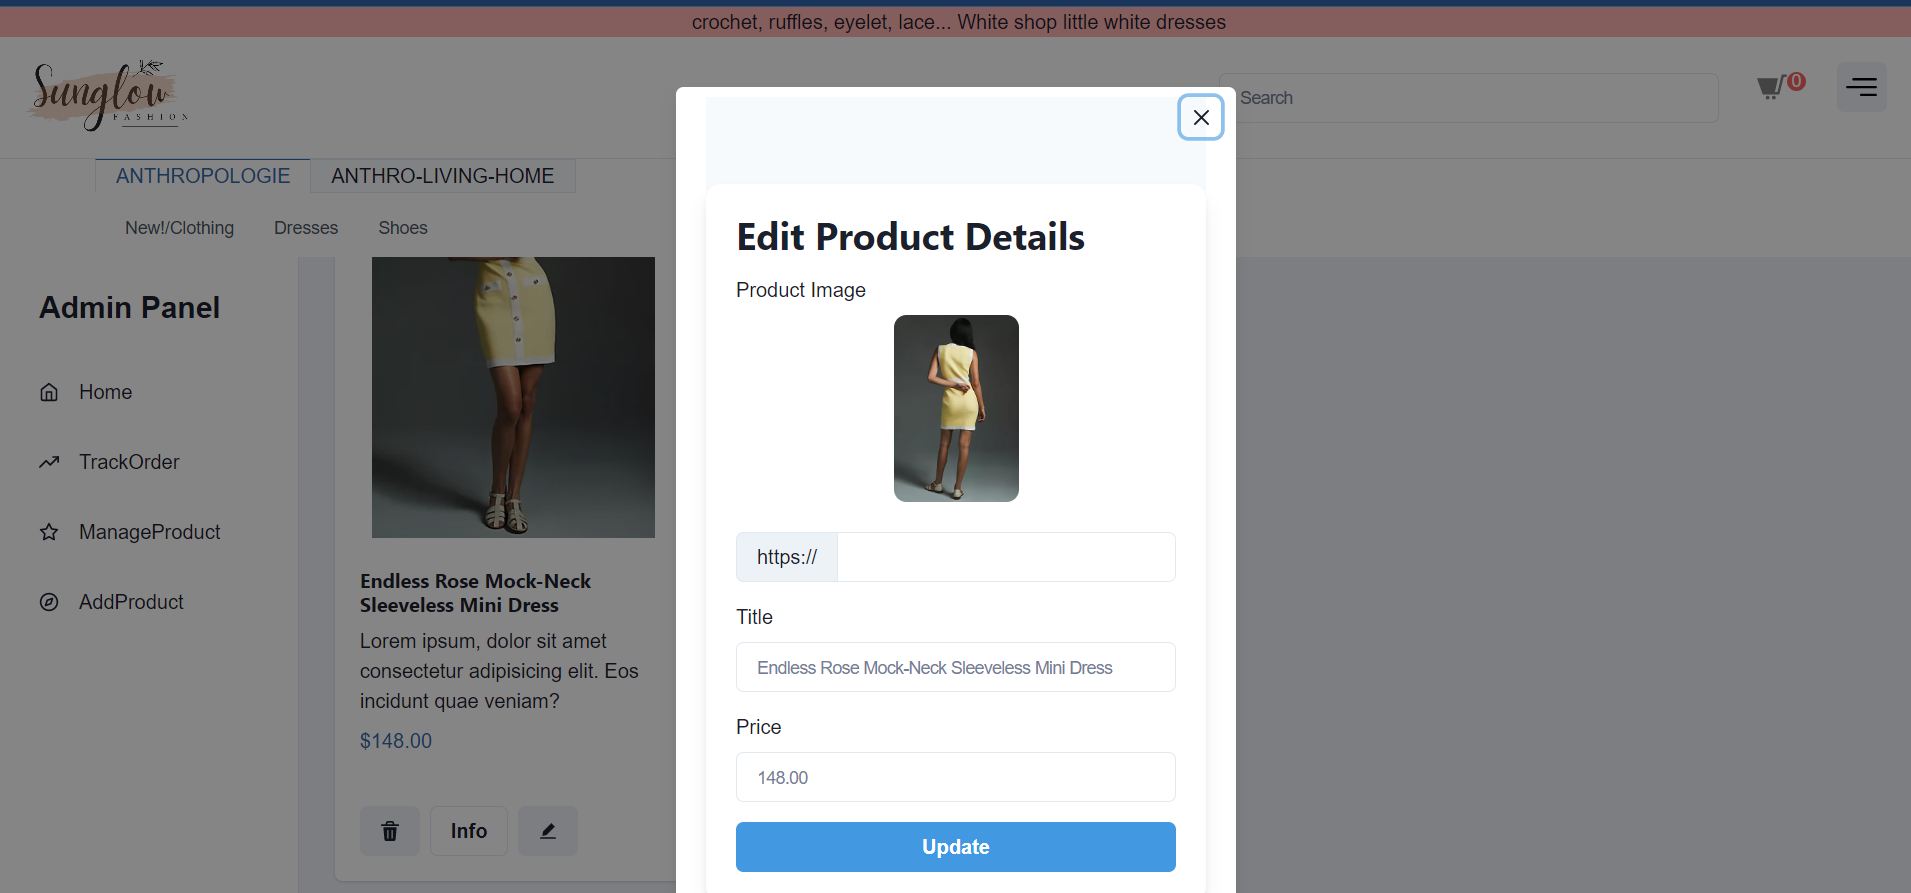 crochet, ruffles, eyelet, lace... White shop little white dresses
Sunglow
FASHION
Search
0
ANTHROPOLOGIE
ANTHRO-LIVING-HOME
New!/Clothing
Dresses
Shoes
Admin Panel
Home
TrackOrder
ManageProduct
AddProduct
Endless Rose Mock-Neck
Sleeveless Mini Dress
Lorem ipsum, dolor sit amet
consectetur adipisicing elit. Eos
incidunt quae veniam?
$148.00
Info
Edit Product Details
Product Image
https://
Title
Endless Rose Mock-Neck Sleeveless Mini Dress
Price
148.00
Update